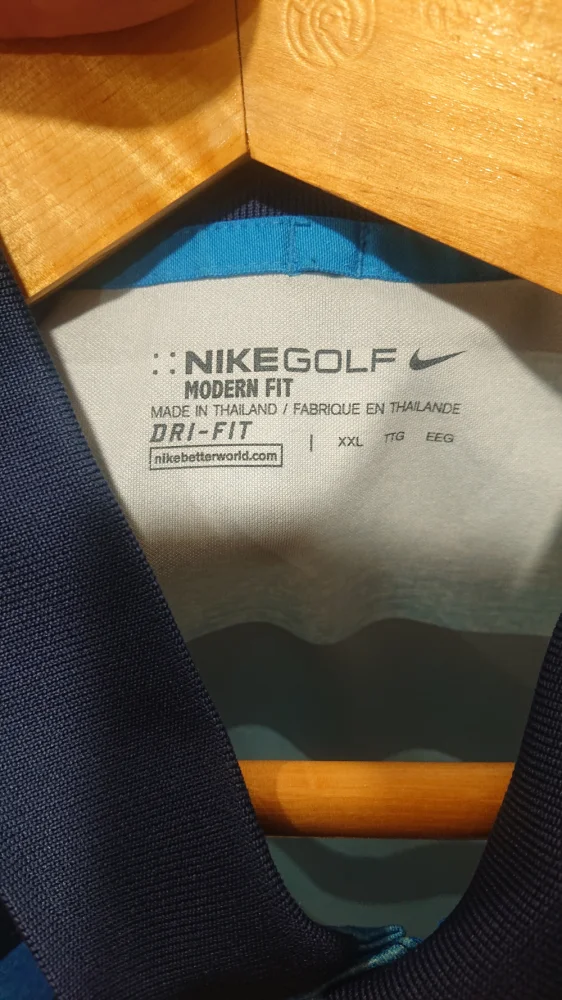 ::NIKEGOLF
MODERN FIT
MADE IN THAILAND / FABRIQUE EN THAILANDE
DRI-FIT
| XXL TTG EEG
nikebetterworld.com